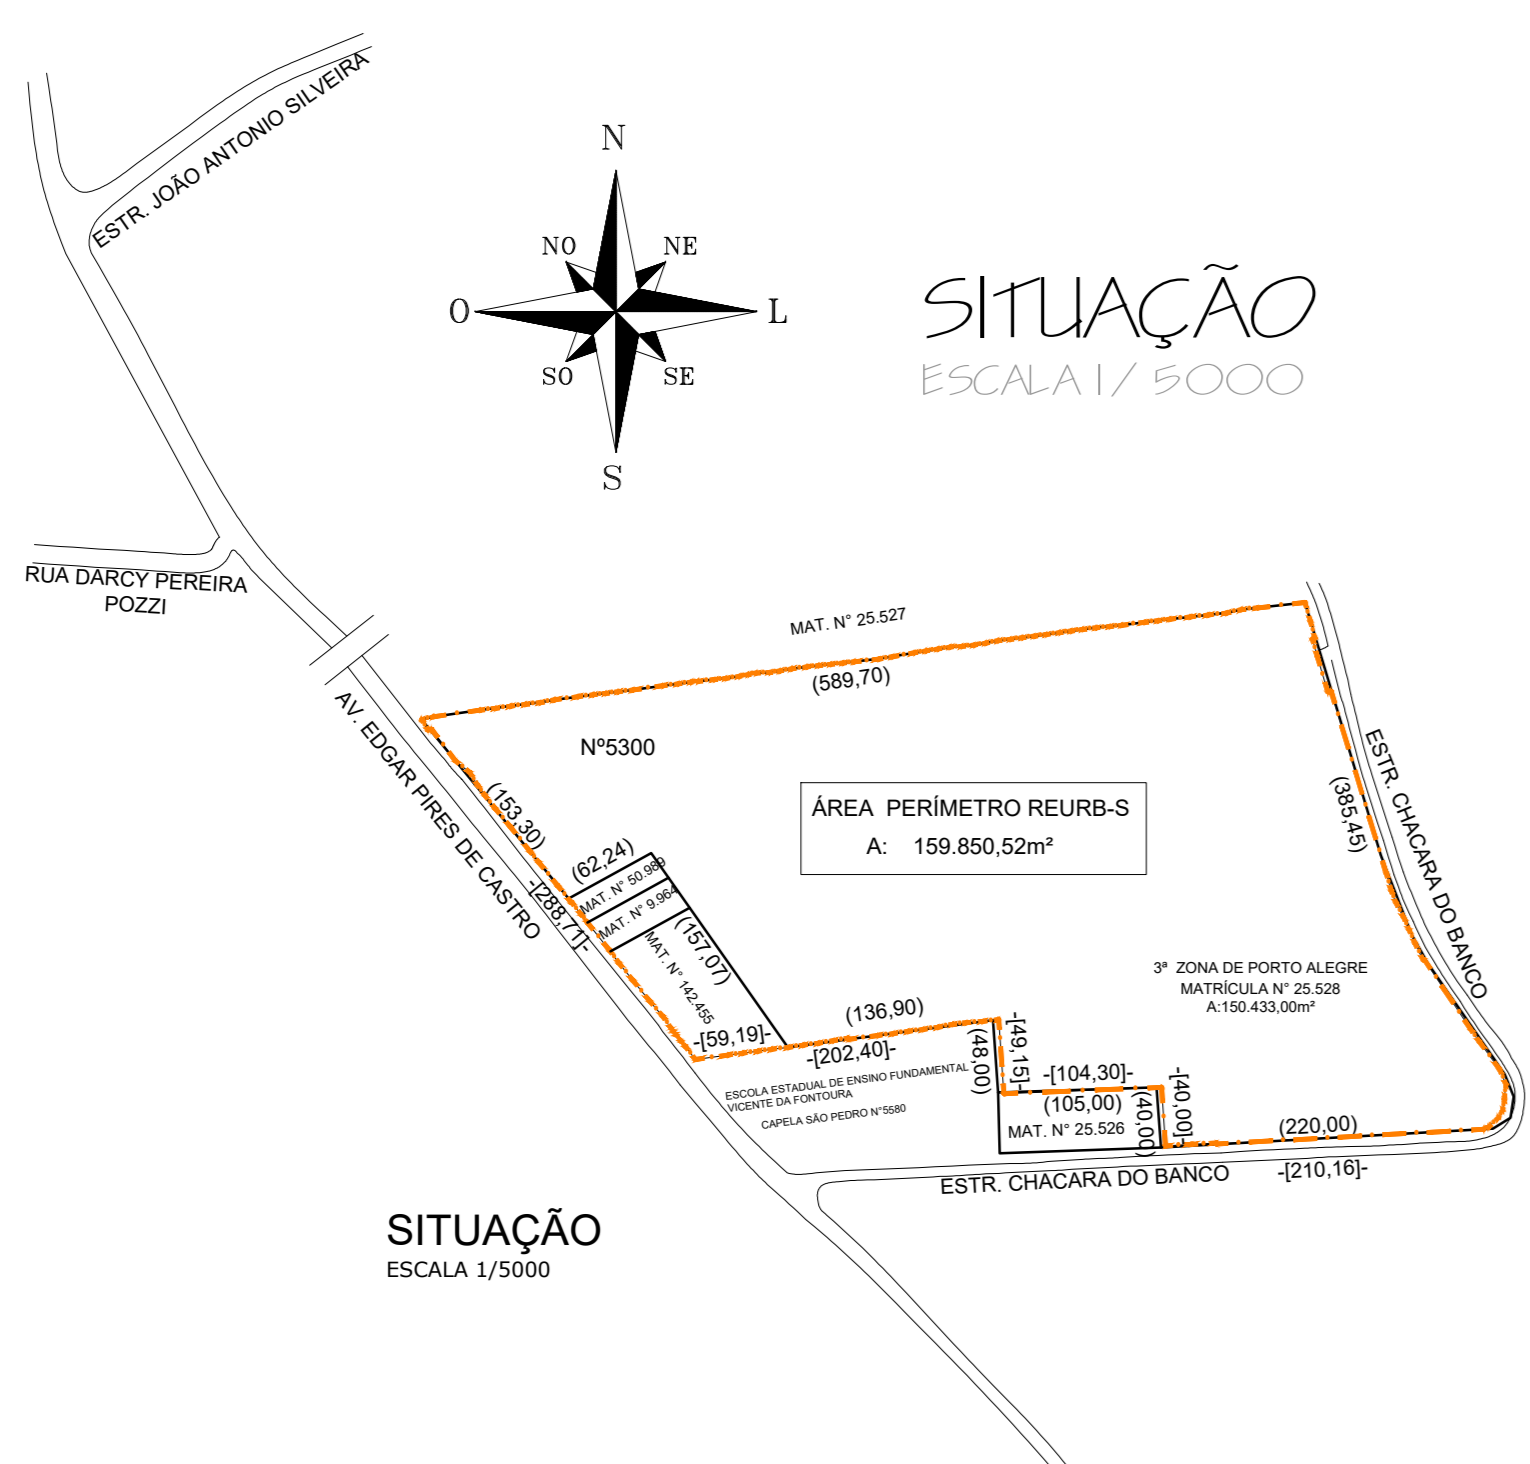 ESTR. JOÃO ANTONIO SILVEIRA
N
NO
NE
O
L
SO
SE
S
SITUAÇÃO
ESCALA 1/ 5000
RUA DARCY PEREIRA
POZZI
MAT. N° 25.527
(589,70)
AV. EDGAR PIRES DE CASTRO
Nº5300
ÁREA PERÍMETRO REURB-S
A: 159.850,52m²
ESTR. CHACARA DO BANCO
(385,45)
(153,30)
(62,24)
MAT. N° 50.989
-[288,71]-
MAT. N° 9.964
(157,07)
MAT. N° 142.455
3ª ZONA DE PORTO ALEGRE
MATRÍCULA N° 25.528
A:150.433,00m²
(136,90)
-[59,19]-
-[202,40]-
(48,00)
-[49,15]-
-[104,30]-
(105,00)
(40,00)
-[40,00]-
MAT. N° 25.526
ESCOLA ESTADUAL DE ENSINO FUNDAMENTAL
VICENTE DA FONTOURA
CAPELA SÃO PEDRO N°5580
(220,00)
-[210,16]-
ESTR. CHACARA DO BANCO
SITUAÇÃO
ESCALA 1/5000